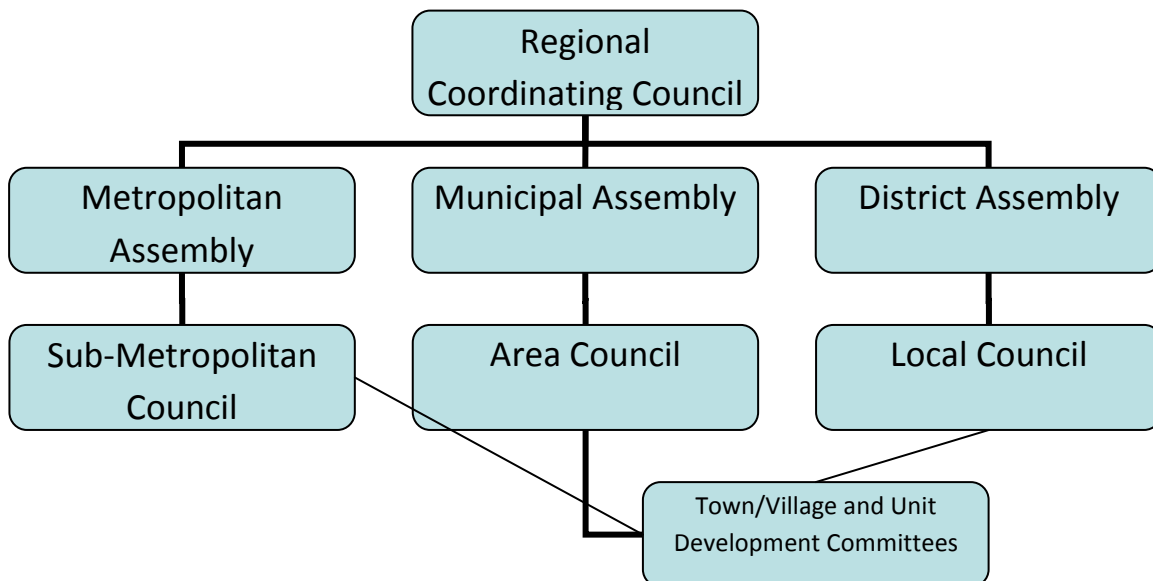 Regional
Coordinating Council
Metropolitan
Assembly
Municipal Assembly
District Assembly
Sub-Metropolitan
Council
Area Council
Local Council
Town/Village and Unit
Development Committees